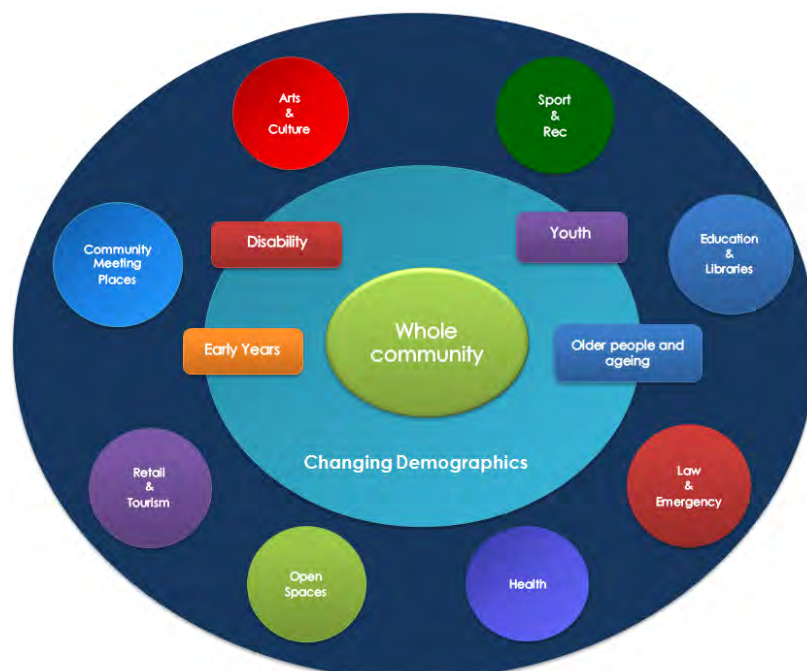 Arts
&
Culture
Sport
&
Rec
Disability
Youth
Community
Meeting
Places
Education
&
Libraries
Whole
community
Early Years
Older people and
ageing
Changing Demographics
Retail
&
Tourism
Law
&
Emergency
Open
Spaces
Health